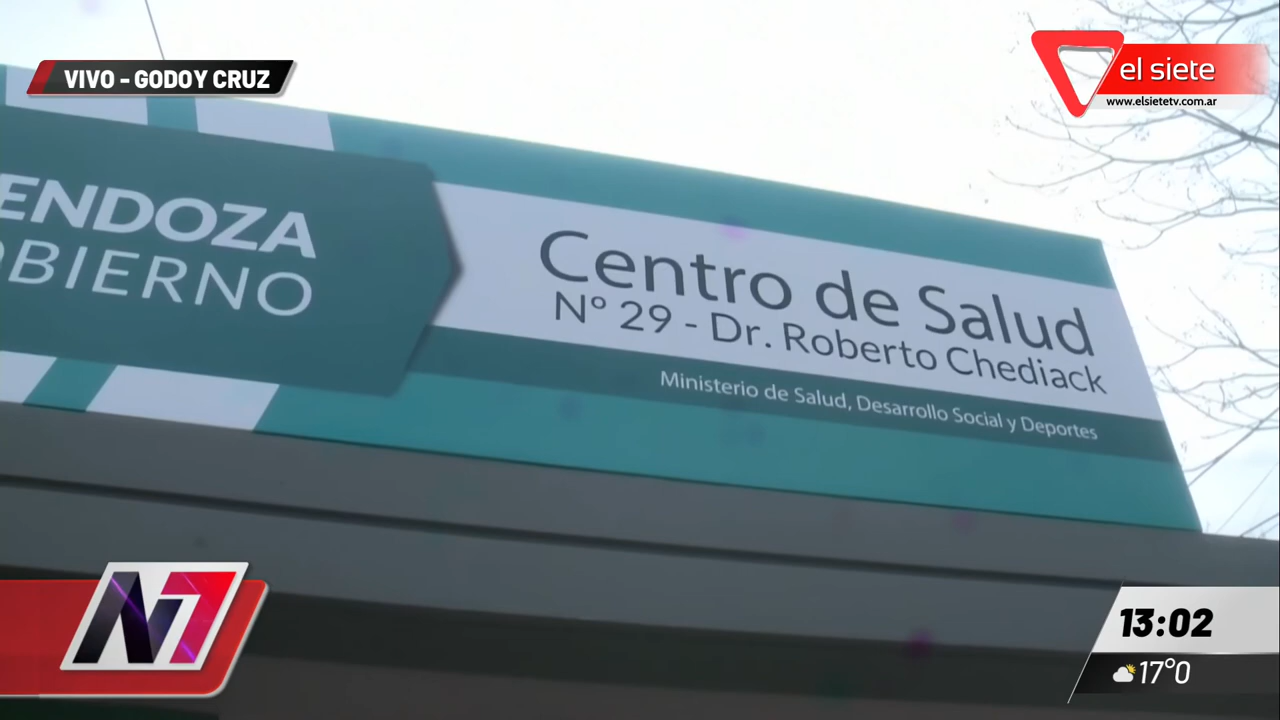 VIVO - GODOY CRUZ
el siete
www.elsietetv.com.ar
ENDOZA
OBIERNO
Centro de Salud
Nº 29 - Dr. Roberto Chediack
Ministerio de Salud, Desarrollo Social y Deportes
N7
13:02
17°0